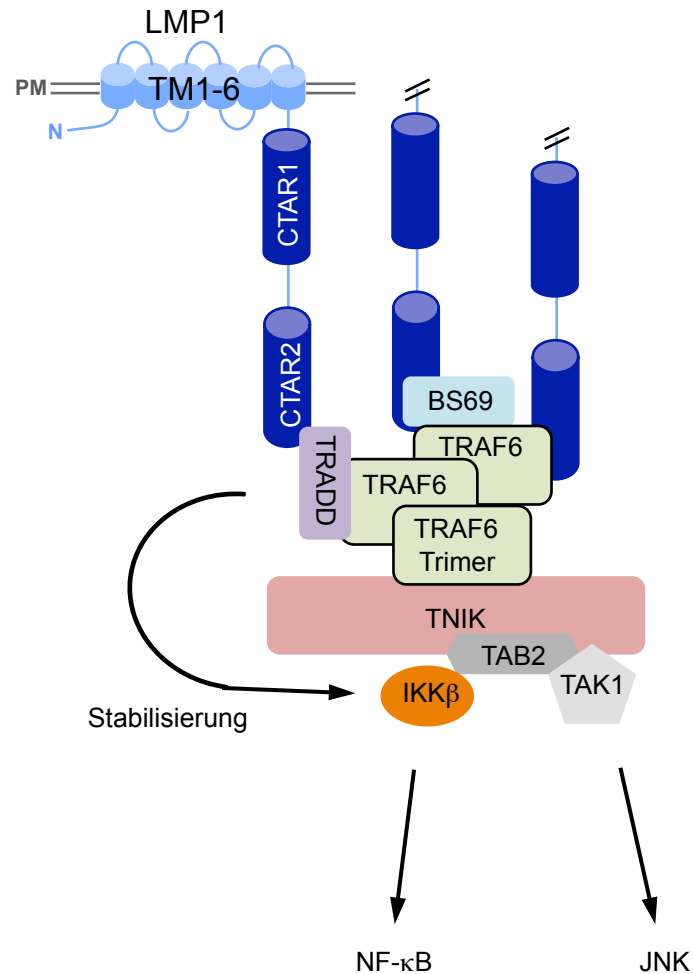 LMP1
PM
TM1-6
N
CTAR1
CTAR2
BS69
TRAF6
TRADD
TRAF6
TRAF6
Trimer
TNIK
TAB2
IKKβ
TAK1
Stabilisierung
NF-κB
JNK